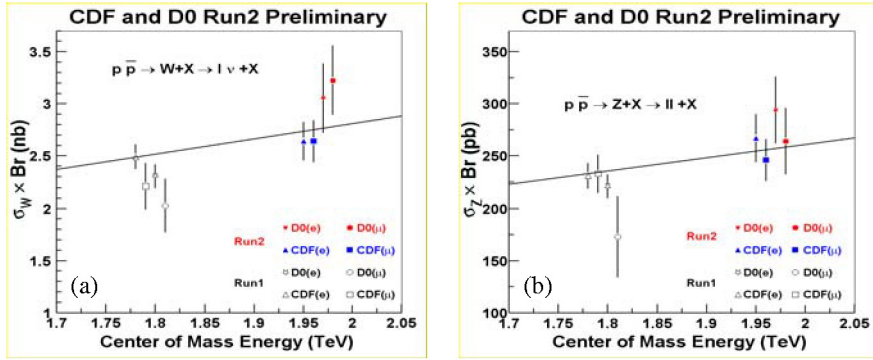 CDF and D0 Run2 Preliminary
σW × Br (nb)
3.5
3
2.5
2
1.5
1
p p̅ → W+X → l ν +X
Run2
D0(e)
D0(μ)
CDF(e)
CDF(μ)
Run1
D0(e)
D0(μ)
CDF(e)
CDF(μ)
(a)
1.7 1.75 1.8 1.85 1.9 1.95 2 2.05
Center of Mass Energy (TeV)
CDF and D0 Run2 Preliminary
σZ × Br (pb)
350
300
250
200
150
100
p p̅ → Z+X → ll +X
Run2
D0(e)
D0(μ)
CDF(e)
CDF(μ)
Run1
D0(e)
D0(μ)
CDF(e)
CDF(μ)
(b)
1.7 1.75 1.8 1.85 1.9 1.95 2 2.05
Center of Mass Energy (TeV)